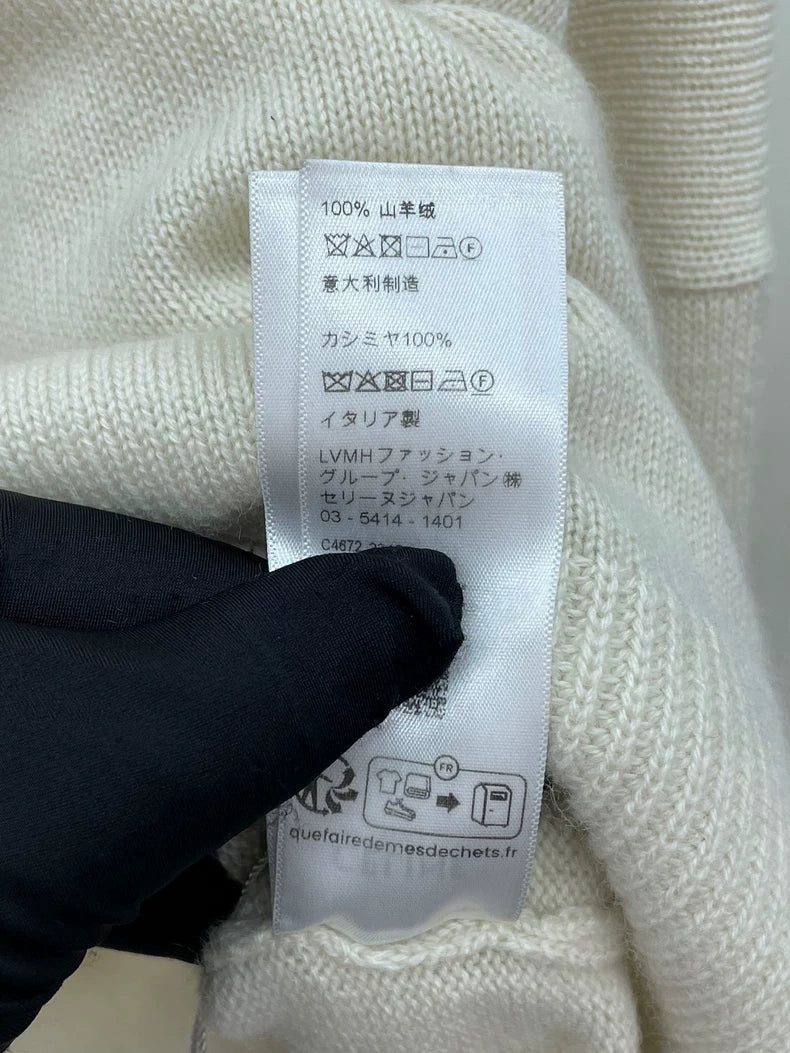 100% 山羊绒
F
意大利制造
カシミヤ100%
F
イタリア製
LVMHファッション・
グループ・ジャパン㈱
セリーヌジャパン
03 - 5414 - 1401
C4672
FR
quefairedemesdechets.fr